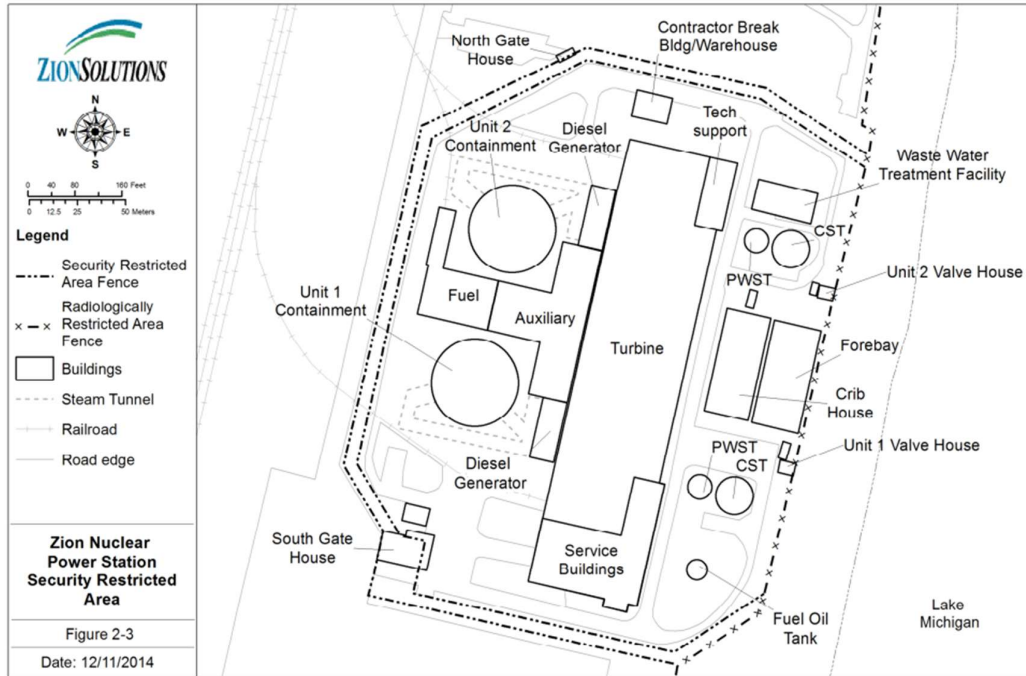 ZIONSOLUTIONS
N
W
E
S
0 40 80 160 Feet
0 12.5 25 50 Meters
Legend
Security Restricted
Area Fence
Radiologically
Restricted Area
Fence
Buildings
Steam Tunnel
Railroad
Road edge
Zion Nuclear
Power Station
Security Restricted
Area
Figure 2-3
Date: 12/11/2014
North Gate
House
Contractor Break
Bldg/Warehouse
Unit 2
Containment
Diesel
Generator
Tech
support
Waste Water
Treatment Facility
CST
PWST
Unit 2 Valve House
Unit 1
Containment
Fuel
Auxiliary
Turbine
Forebay
Crib
House
Unit 1 Valve House
PWST
CST
Diesel
Generator
South Gate
House
Service
Buildings
Fuel Oil
Tank
Lake
Michigan